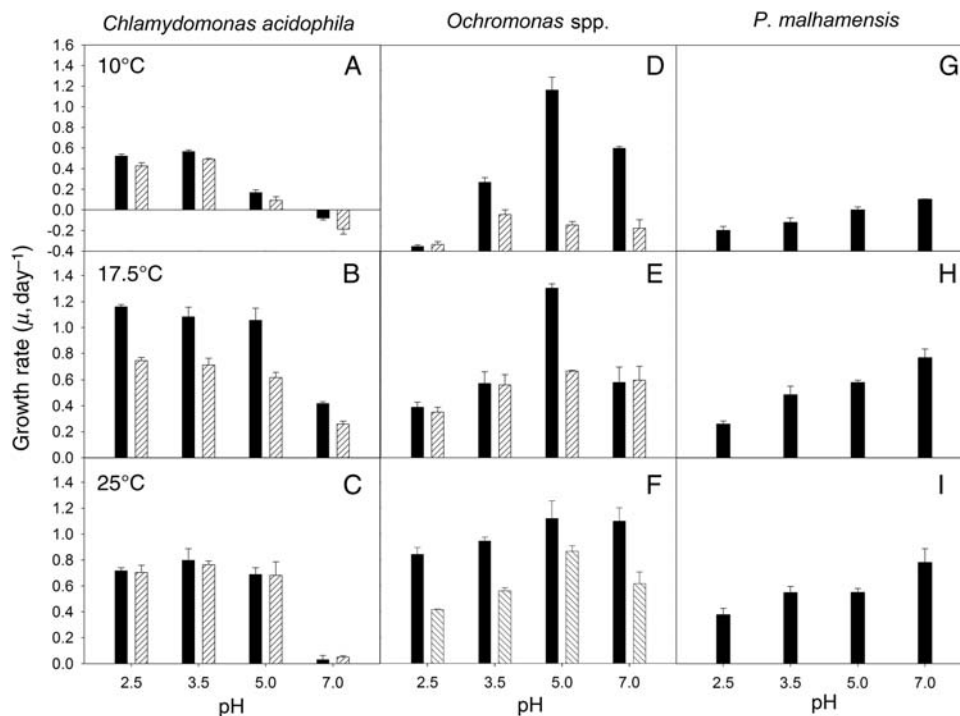 Chlamydomonas acidophila
Ochromonas spp.
P. malhamensis
Growth rate (μ, day⁻¹)
1.6
1.4
1.2
1.0
0.8
0.6
0.4
0.2
0.0
-0.2
-0.4
10°C
A
D
G
1.4
1.2
1.0
0.8
0.6
0.4
0.2
0.0
17.5°C
B
E
H
1.4
1.2
1.0
0.8
0.6
0.4
0.2
0.0
25°C
C
F
I
2.5 3.5 5.0 7.0
2.5 3.5 5.0 7.0
2.5 3.5 5.0 7.0
pH
pH
pH